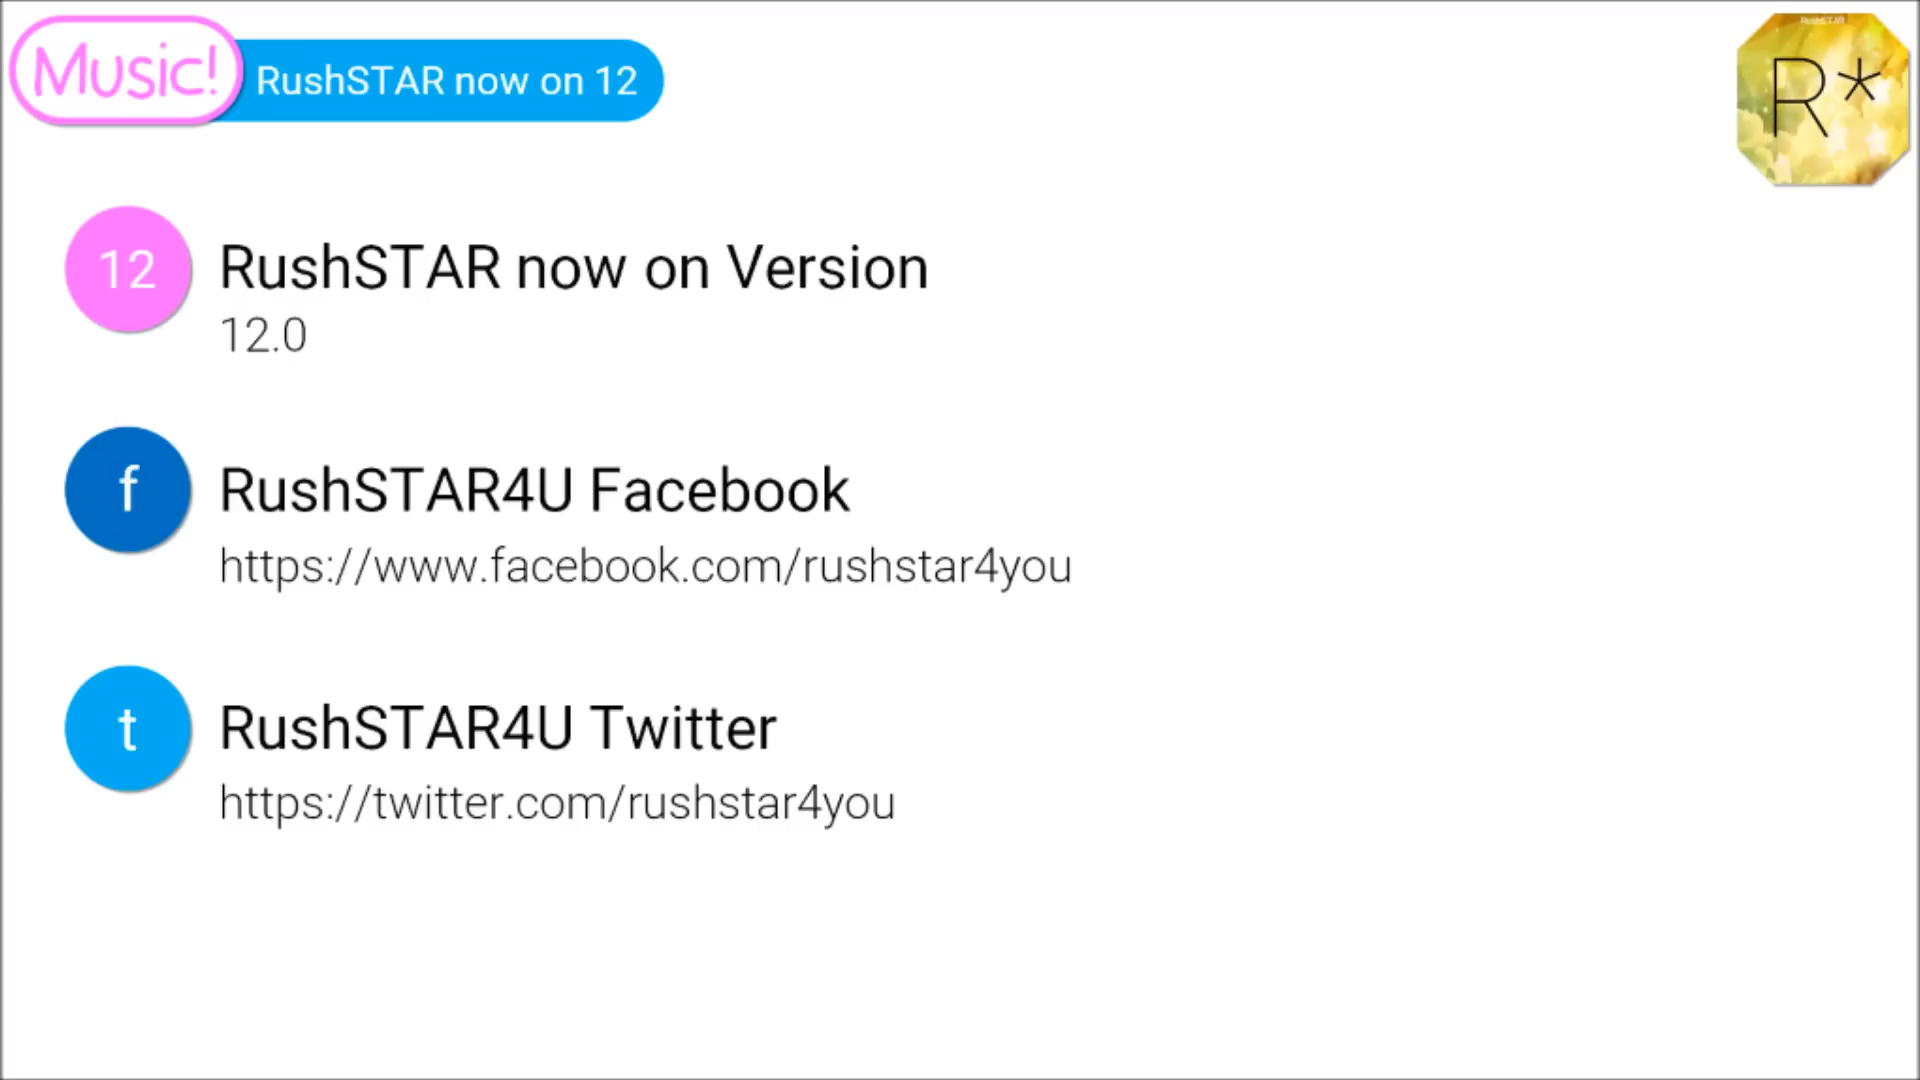 Music!
RushSTAR now on 12
RushSTAR
R*
12
RushSTAR now on Version
12.0
f
RushSTAR4U Facebook
https://www.facebook.com/rushstar4you
t
RushSTAR4U Twitter
https://twitter.com/rushstar4you